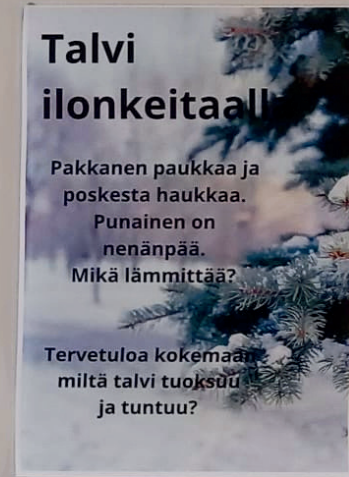 Talvi
ilonkeitaall
Pakkanen paukkaa ja
poskesta haukkaa.
Punainen on
nenänpää.
Mikä lämmittää?
Tervetuloa kokemaan
miltä talvi tuoksuu
ja tuntuu?